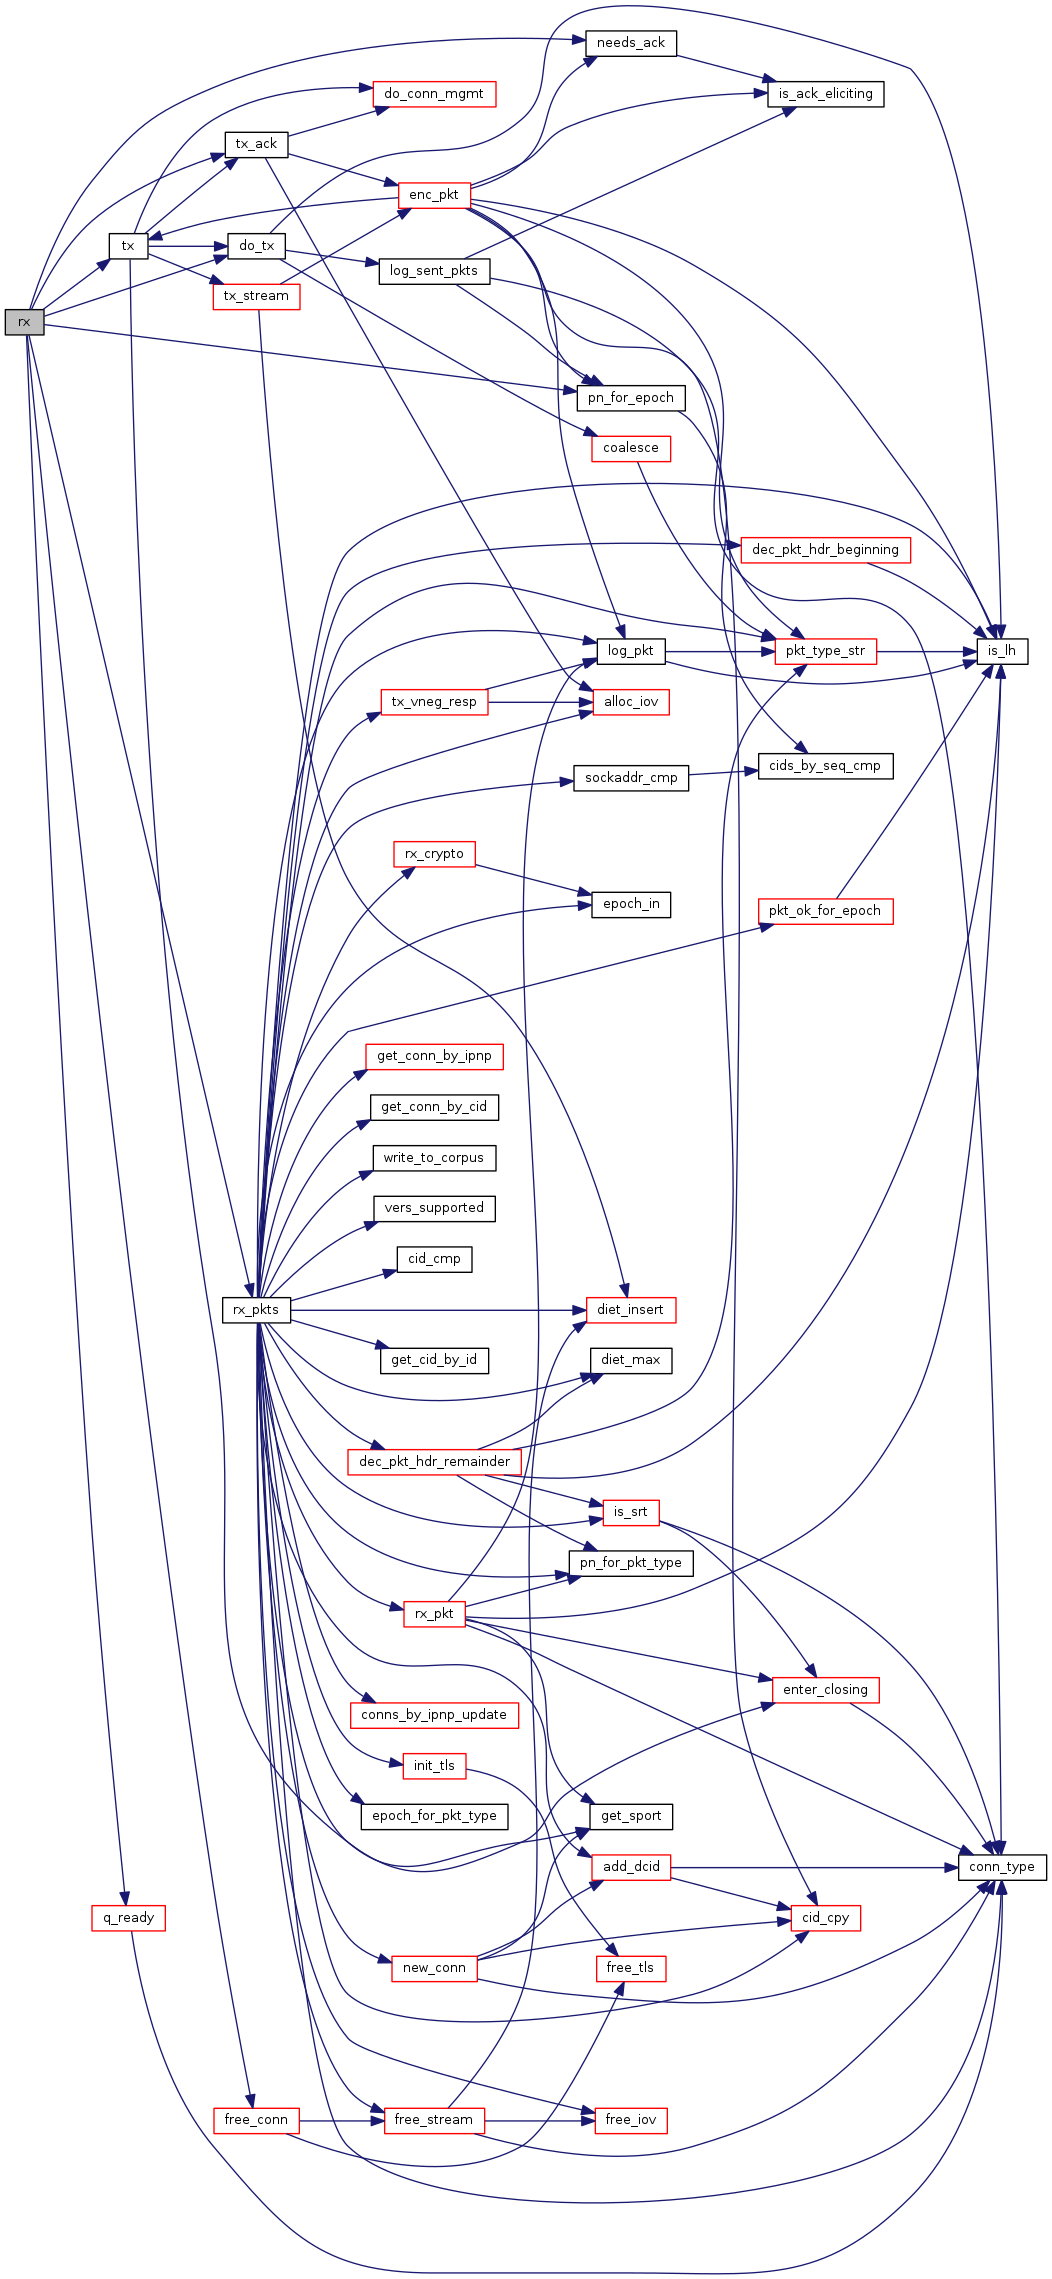 needs_ack
do_conn_mgmt
is_ack_eliciting
tx_ack
enc_pkt
tx
do_tx
log_sent_pkts
tx_stream
rx
pn_for_epoch
coalesce
dec_pkt_hdr_beginning
log_pkt
pkt_type_str
is_lh
tx_vneg_resp
alloc_iov
sockaddr_cmp
cids_by_seq_cmp
rx_crypto
epoch_in
pkt_ok_for_epoch
get_conn_by_ipnp
get_conn_by_cid
write_to_corpus
vers_supported
cid_cmp
rx_pkts
diet_insert
get_cid_by_id
diet_max
dec_pkt_hdr_remainder
is_srt
pn_for_pkt_type
rx_pkt
enter_closing
conns_by_ipnp_update
init_tls
epoch_for_pkt_type
get_sport
add_dcid
conn_type
q_ready
cid_cpy
new_conn
free_tls
free_conn
free_stream
free_iov